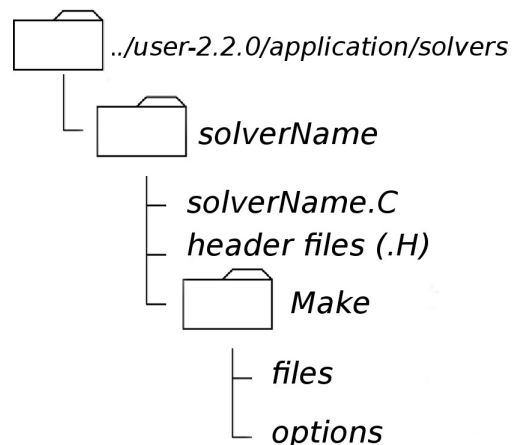 ../user-2.2.0/application/solvers
solverName
solverName.C
header files (.H)
Make
files
options